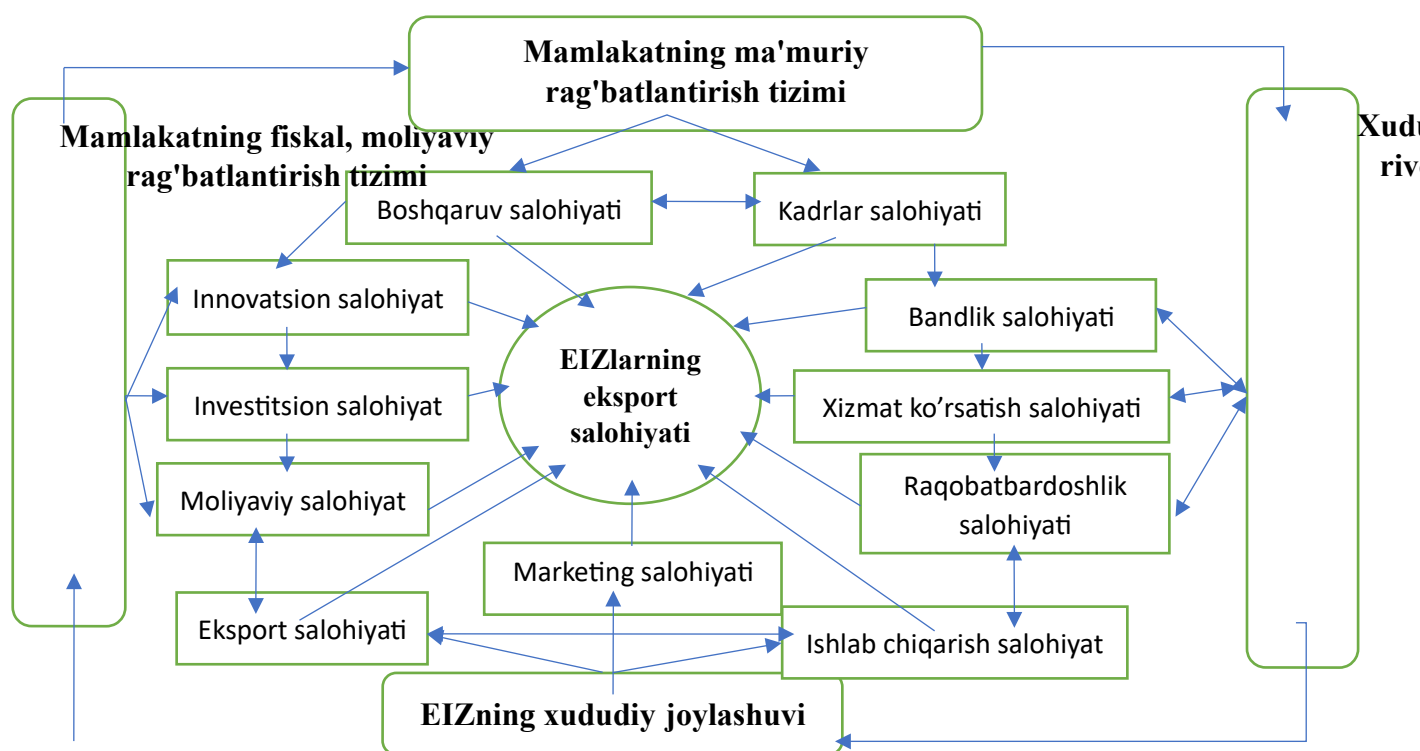 Mamlakatning ma'muriy
rag'batlantirish tizimi
Mamlakatning fiskal, moliyaviy
rag'batlantirish tizimi
Boshqaruv salohiyati
Kadrlar salohiyati
Innovatsion salohiyat
Bandlik salohiyati
EIZlarning
eksport
salohiyati
Investitsion salohiyat
Xizmat ko’rsatish salohiyati
Moliyaviy salohiyat
Raqobatbardoshlik
salohiyati
Marketing salohiyati
Eksport salohiyati
Ishlab chiqarish salohiyat
EIZning xududiy joylashuvi